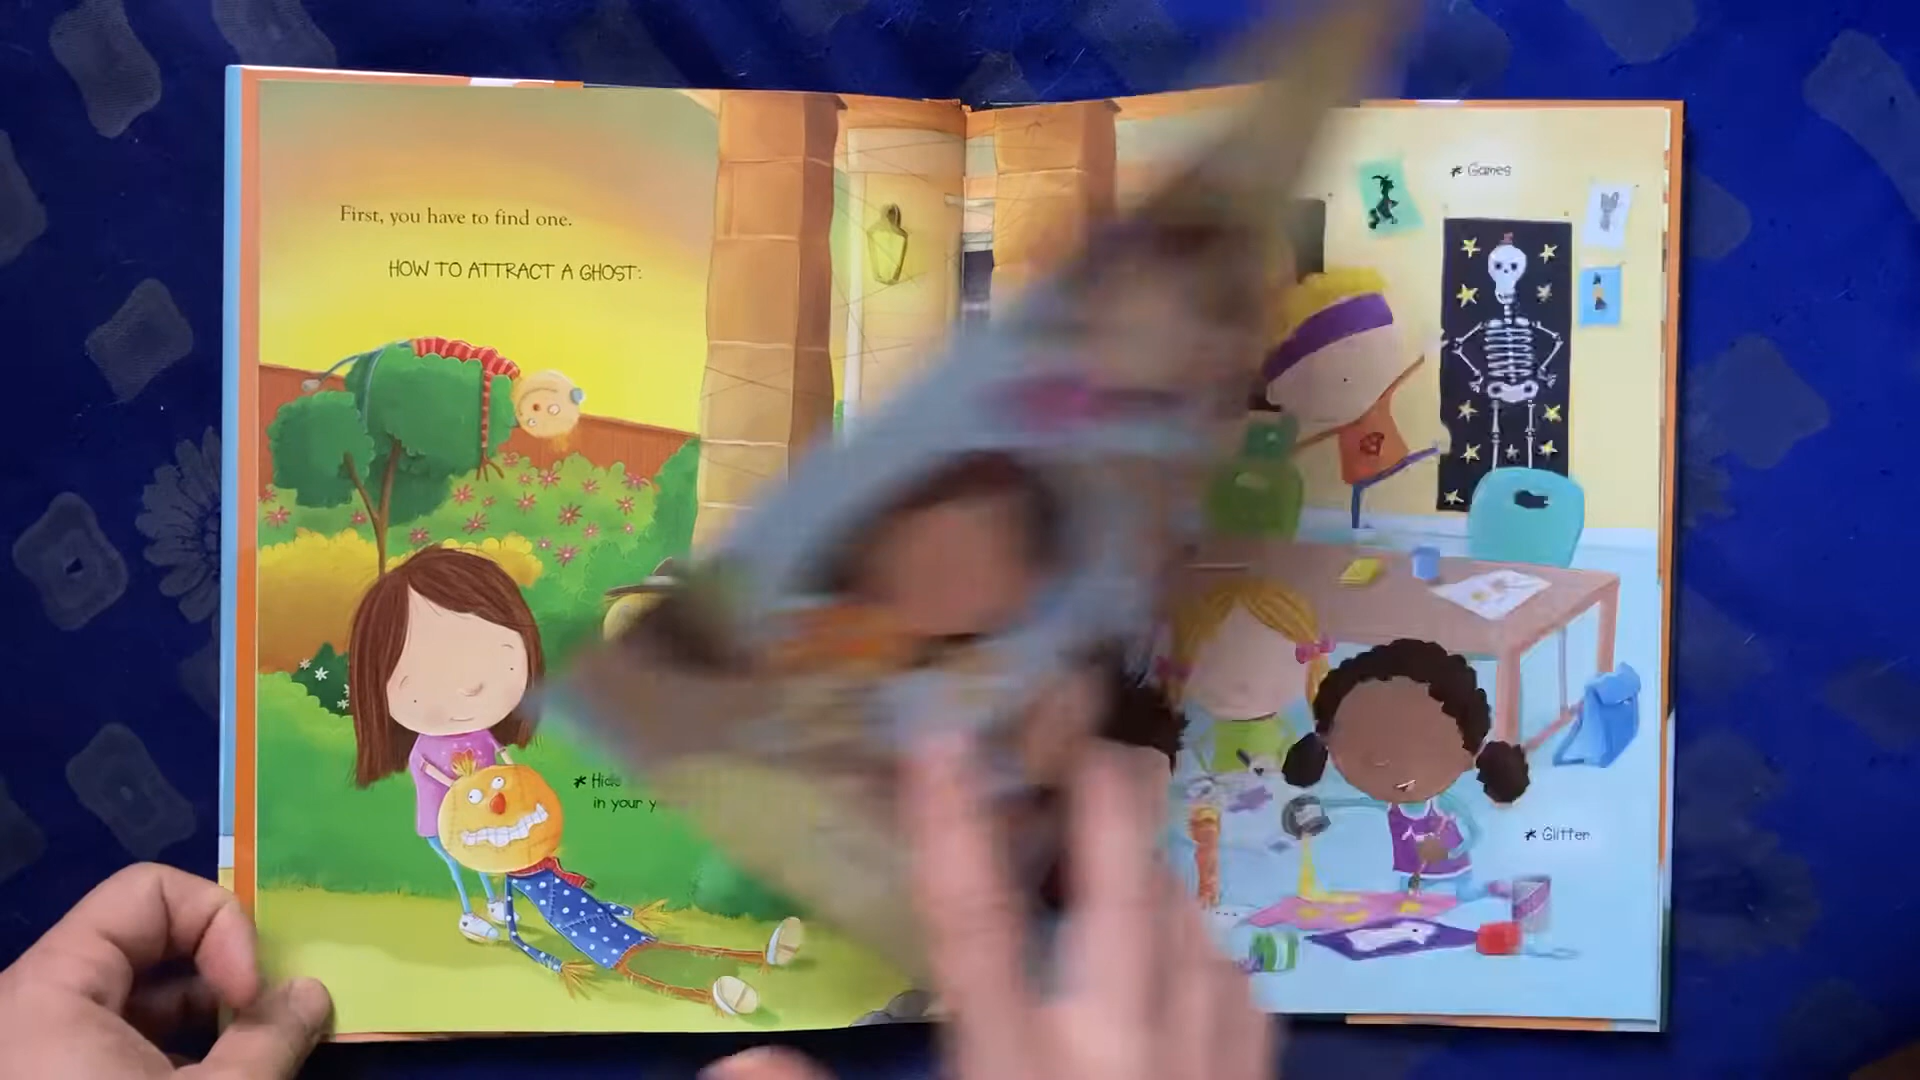 First, you have to find one.
HOW TO ATTRACT A GHOST:
* Hide
in your
* Games
* Glitter